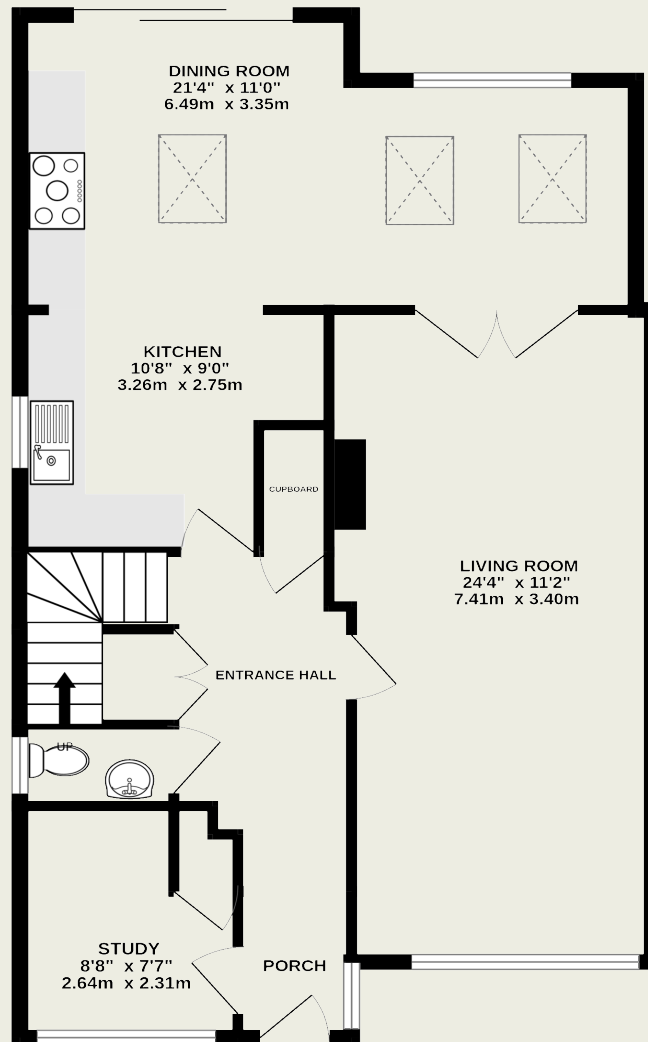 DINING ROOM
21'4" x 11'0"
6.49m x 3.35m
KITCHEN
10'8" x 9'0"
3.26m x 2.75m
CUPBOARD
LIVING ROOM
24'4" x 11'2"
7.41m x 3.40m
ENTRANCE HALL
UP
STUDY
8'8" x 7'7"
2.64m x 2.31m
PORCH